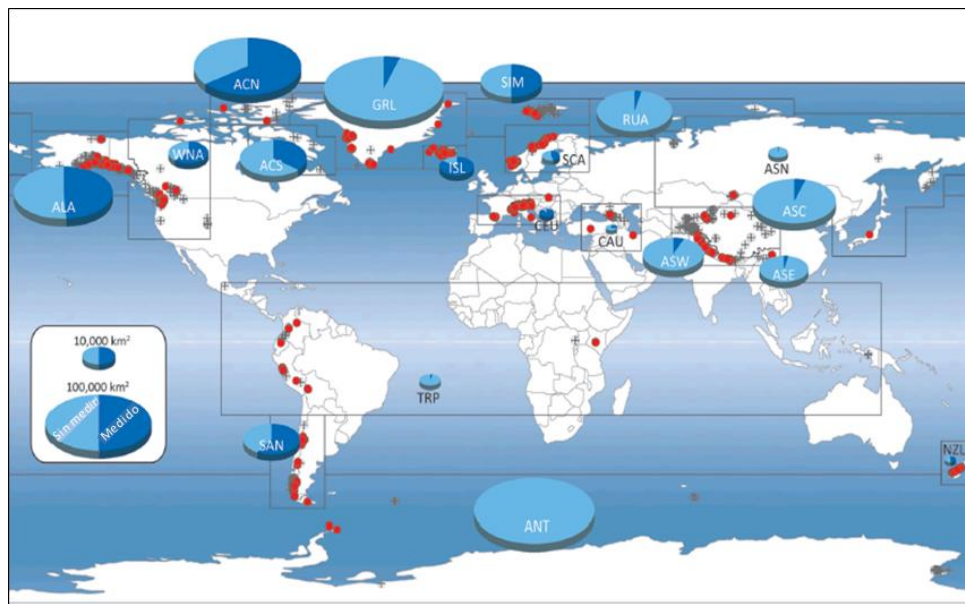 ACN
SIM
GRL
RUA
WNA
ACS
ISL
SCA
ASN
ALA
ASC
CEU
CAU
ASW
ASE
10,000 km²
100,000 km²
Sin medir
Medido
TRP
SAN
NZL
ANT